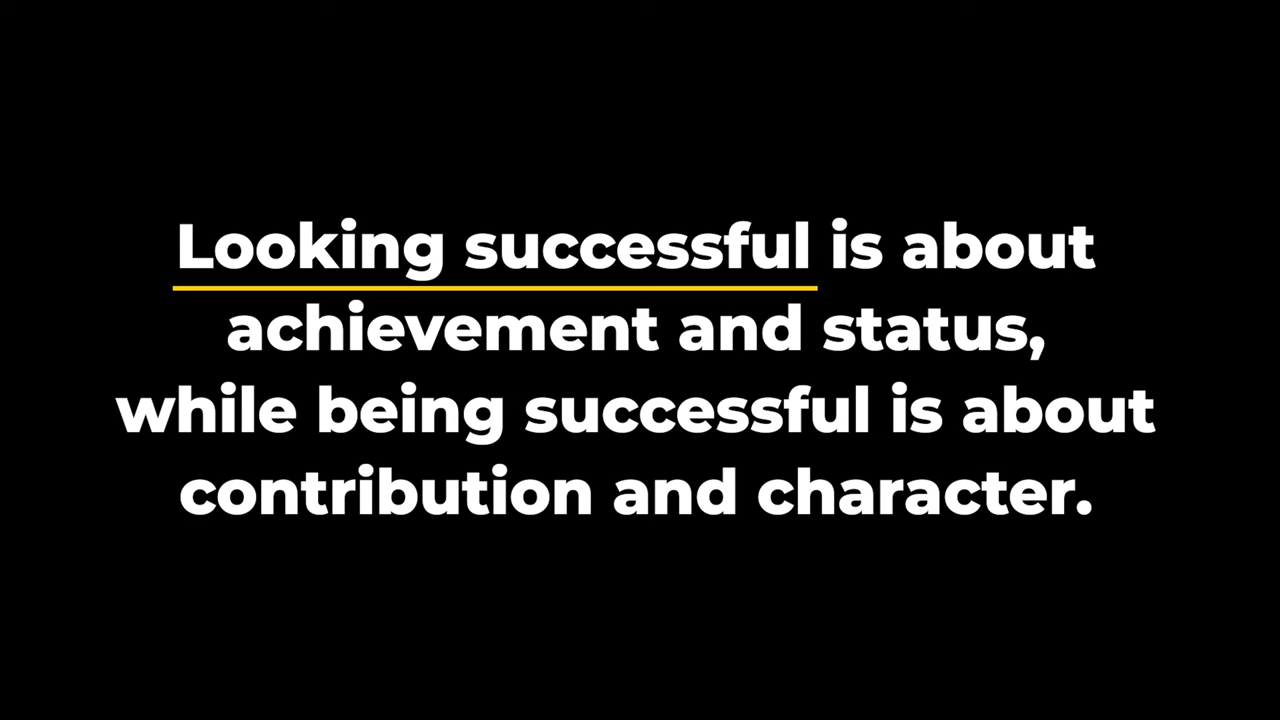 Looking successful is about
achievement and status,
while being successful is about
contribution and character.